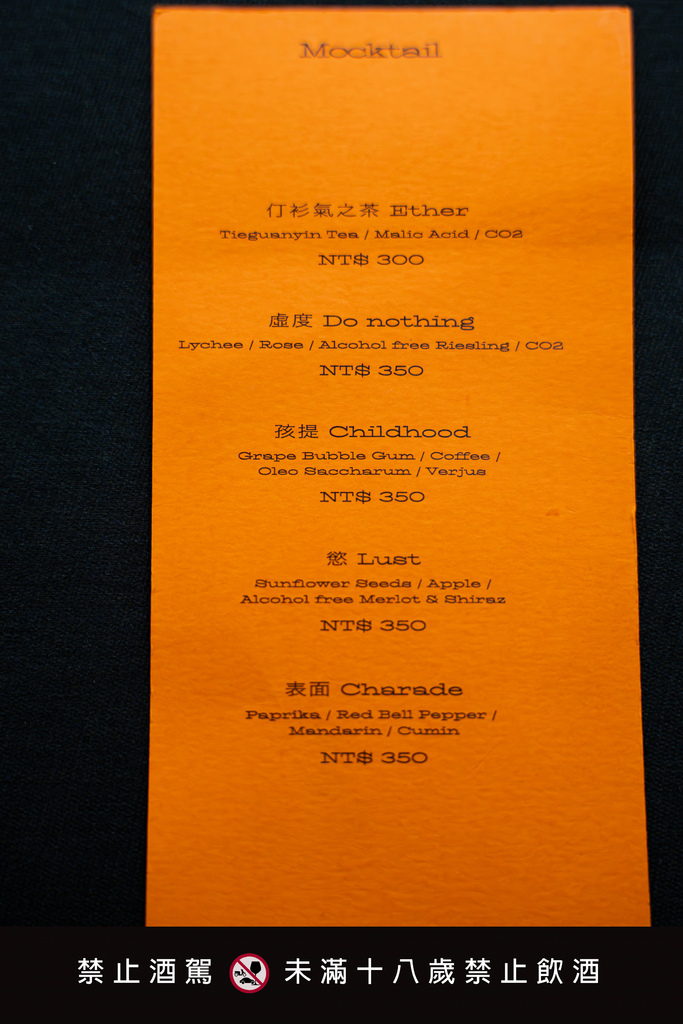 Mocktail
仃衫氣之茶 Ether
Tieguanyin Tea / Malic Acid / CO2
NT$ 300
虛度 Do nothing
Lychee / Rose / Alcohol free Riesling / CO2
NT$ 350
孩提 Childhood
Grape Bubble Gum / Coffee /
Oleo Saccharum / Verjus
NT$ 350
慾 Lust
Sunflower Seeds / Apple /
Alcohol free Merlot & Shiraz
NT$ 350
表面 Charade
Paprika / Red Bell Pepper /
Mandarin / Cumin
NT$ 350
禁止酒駕 未滿十八歲禁止飲酒